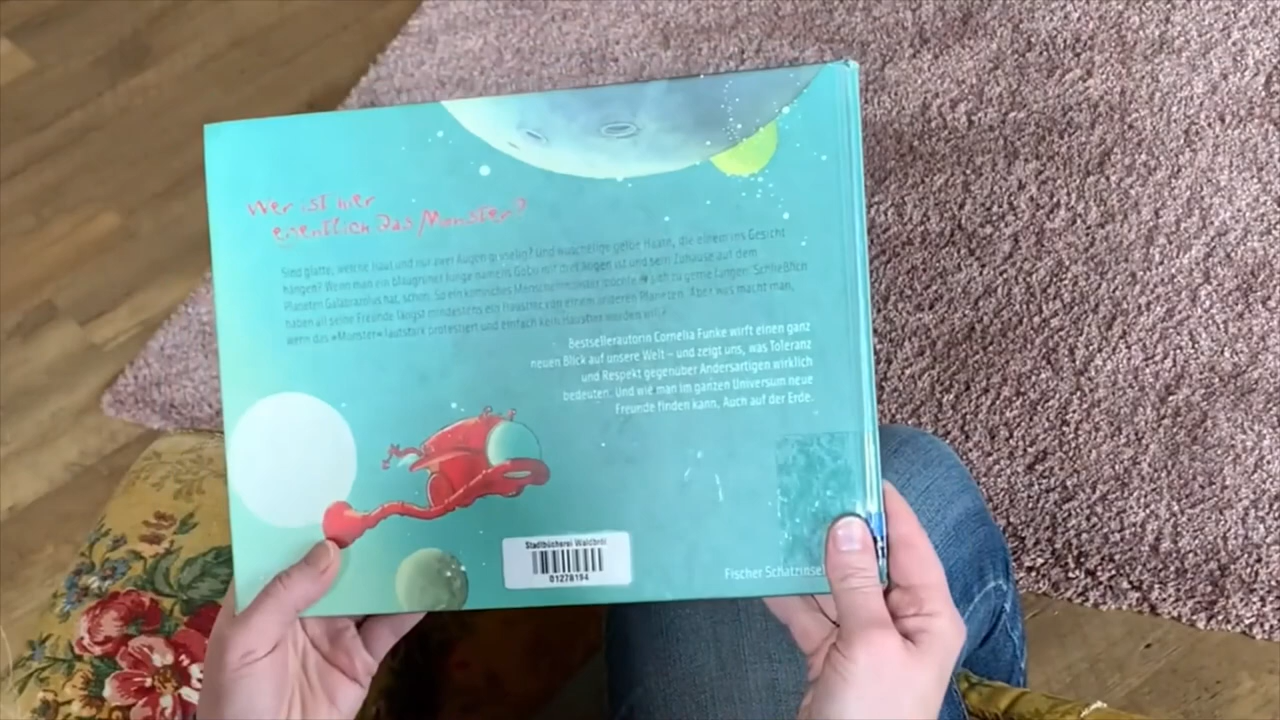 Wer ist hier
eigentlich das Monster?
Sind glatte, weiche Haut und nur zwei Augen gruselig? Und wuschelige gelbe Haare, die einem ins Gesicht
hängen? Wenn man ein blaugrüner Junge namens Gobo mit drei Augen ist und sein Zuhause auf dem
Planeten Galabrazolus hat, schon. So ein komisches Menschenmonster möchte er sich zu gerne fangen. Schließlich
haben all seine Freunde längst mindestens ein Haustier von einem anderen Planeten. Aber was macht man,
wenn das »Monster« lautstark protestiert und einfach kein Haustier werden will?
Bestsellerautorin Cornelia Funke wirft einen ganz
neuen Blick auf unsere Welt – und zeigt uns, was Toleranz
und Respekt gegenüber Andersartigen wirklich
bedeuten. Und wie man im ganzen Universum neue
Freunde finden kann. Auch auf der Erde.
Stadtbücherei Waldbröl
01278194
Fischer Schatzinsel